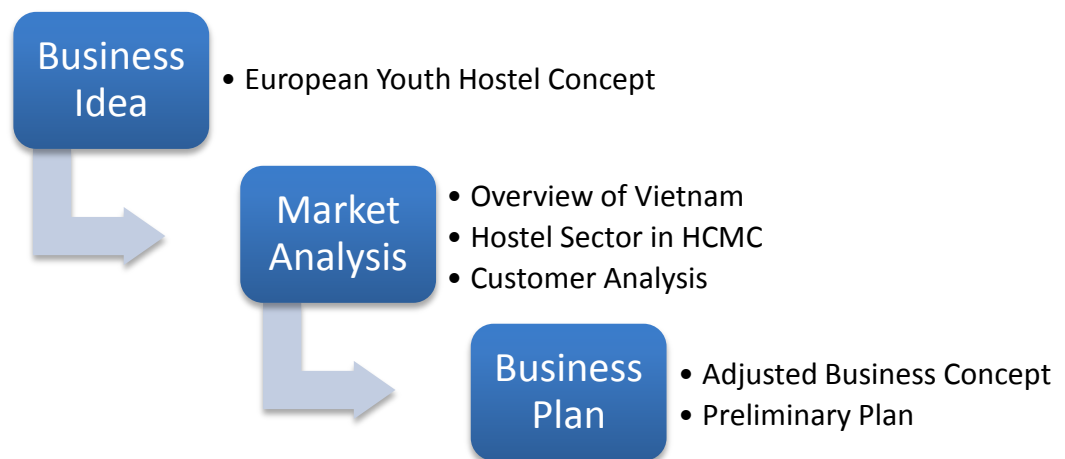 Business
Idea
• European Youth Hostel Concept
Market
Analysis
• Overview of Vietnam
• Hostel Sector in HCMC
• Customer Analysis
Business
Plan
• Adjusted Business Concept
• Preliminary Plan